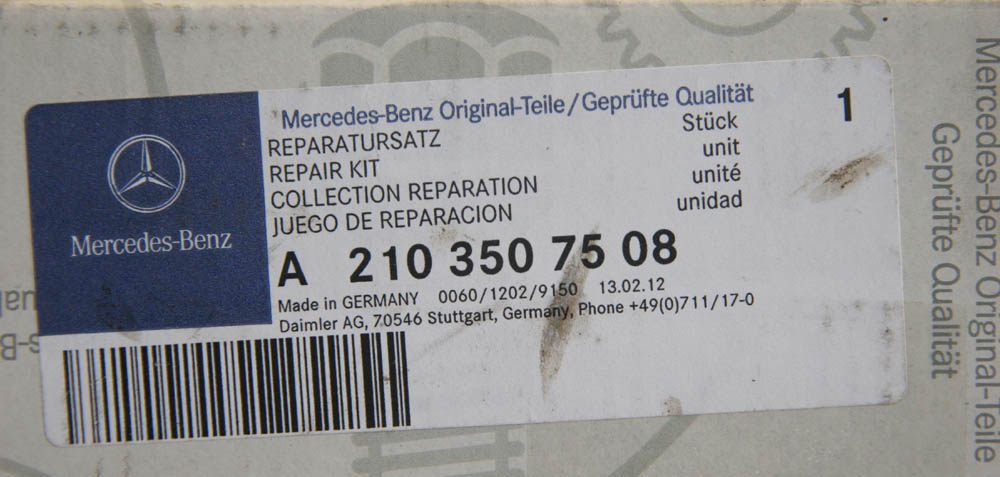 Mercedes-Benz
Mercedes-Benz Original-Teile/Geprüfte Qualität
REPARATURSATZ Stück 1
REPAIR KIT unit
COLLECTION REPARATION unité
JUEGO DE REPARACION unidad
A 210 350 75 08
Made in GERMANY 0060/1202/9150 13.02.12
Daimler AG, 70546 Stuttgart, Germany, Phone +49(0)711/17-0
Mercedes-Benz Original-Teile
Geprüfte Qualität